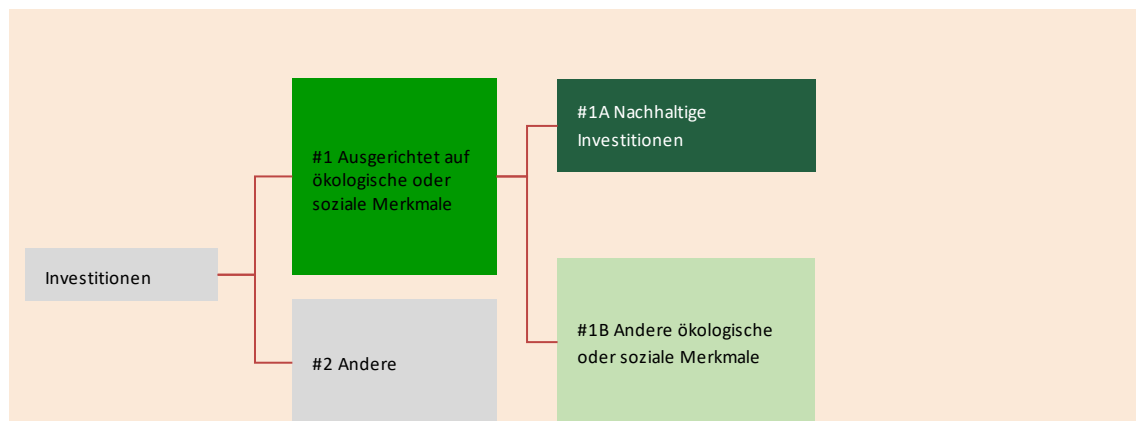 Investitionen
#1 Ausgerichtet auf
ökologische oder
soziale Merkmale
#2 Andere
#1A Nachhaltige
Investitionen
#1B Andere ökologische
oder soziale Merkmale